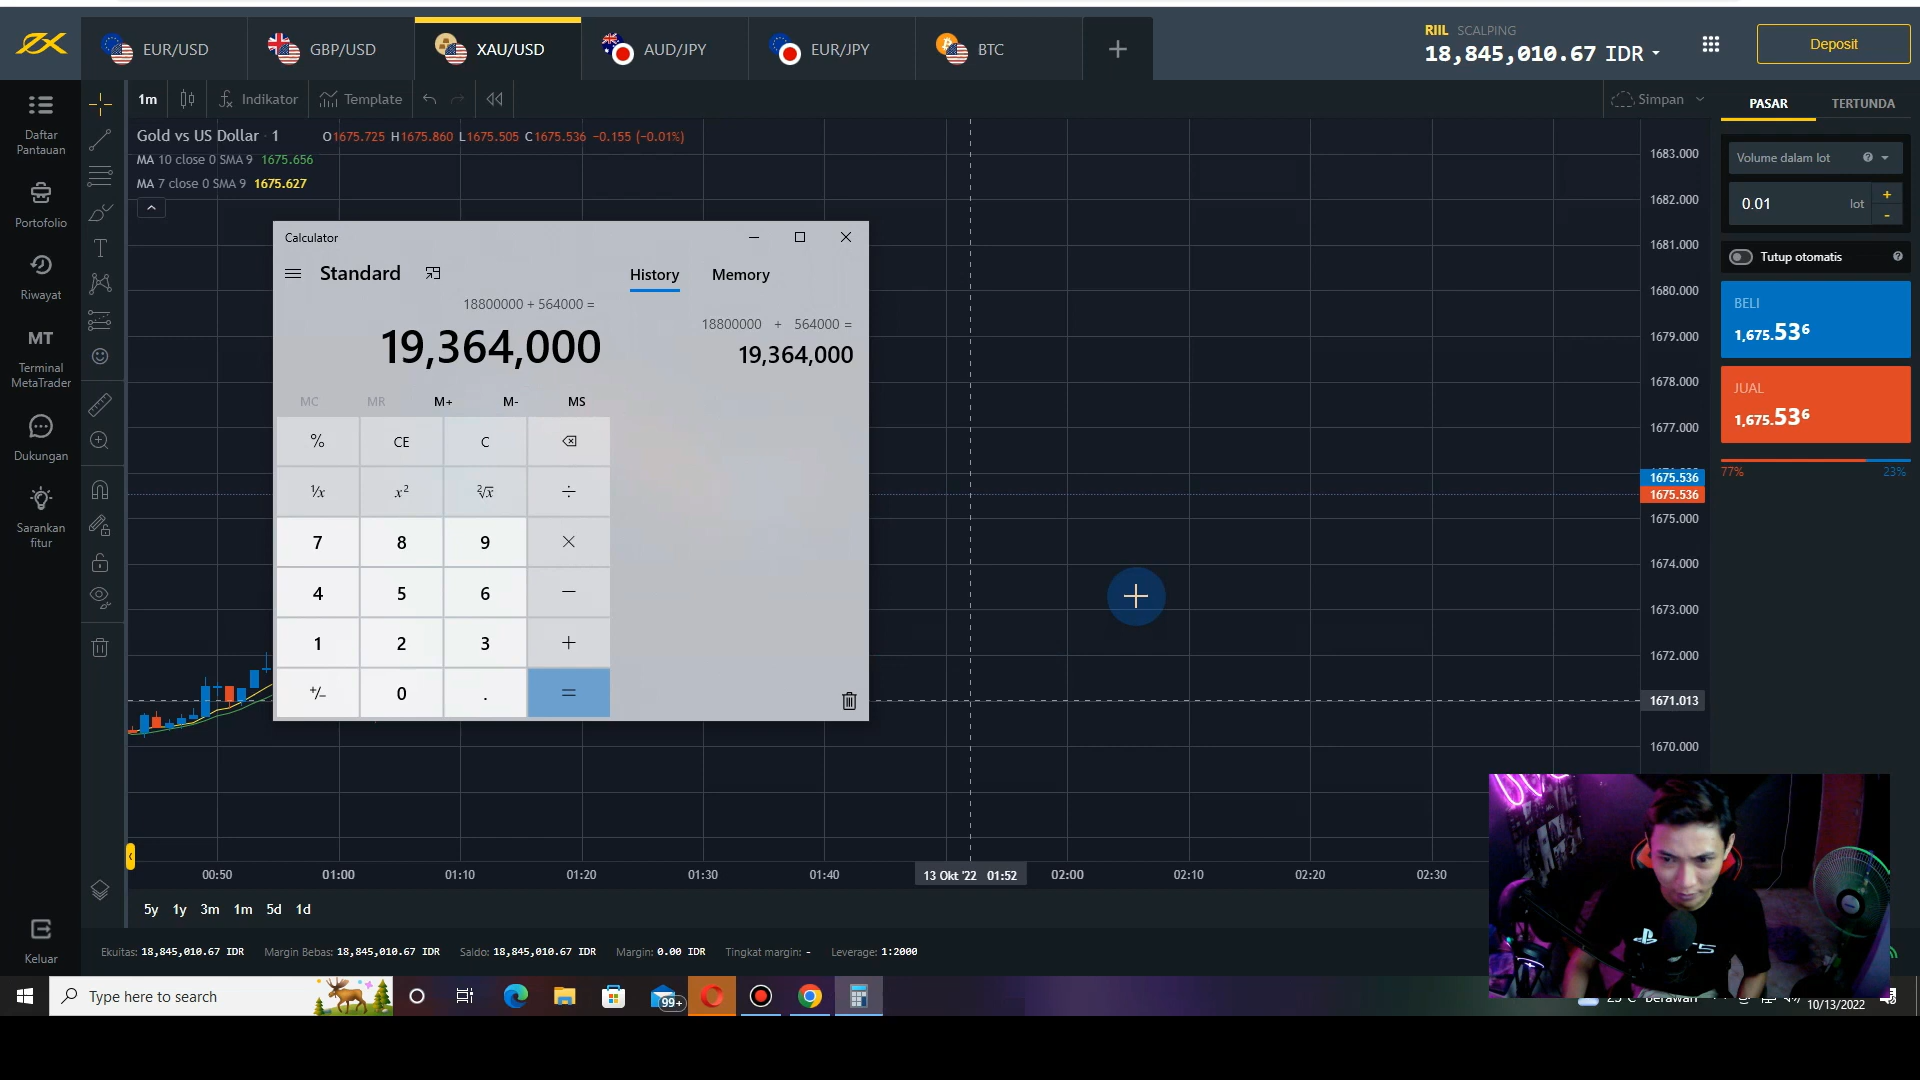 EUR/USD
GBP/USD
XAU/USD
AUD/JPY
EUR/JPY
BTC
RIIL SCALPING
18,845,010.67 IDR
Deposit
Daftar
Pantauan
Portofolio
Riwayat
MT
Terminal
MetaTrader
Dukungan
Sarankan
fitur
Keluar
1m
Indikator
Template
Simpan
Gold vs US Dollar · 1
O1675.725 H1675.860 L1675.505 C1675.536 −0.155 (−0.01%)
MA 10 close 0 SMA 9 1675.656
MA 7 close 0 SMA 9 1675.627
Calculator
Standard
History
Memory
18800000 + 564000 =
19,364,000
18800000 + 564000 =
19,364,000
MC MR M+ M- MS
% CE C
¹/x x² ²√x ÷
7 8 9 ×
4 5 6 −
1 2 3 +
+/− 0 . =
1683.000
1682.000
1681.000
1680.000
1679.000
1678.000
1677.000
1675.536
1675.536
1675.000
1674.000
1673.000
1672.000
1671.013
1670.000
PASAR
TERTUNDA
Volume dalam lot
0.01 lot
+
-
Tutup otomatis
BELI
1,675.53⁶
JUAL
1,675.53⁶
77%
23%
00:50
01:00
01:10
01:20
01:30
01:40
13 Okt '22 01:52
02:00
02:10
02:20
02:30
5y 1y 3m 1m 5d 1d
Ekuitas: 18,845,010.67 IDR
Margin Bebas: 18,845,010.67 IDR
Saldo: 18,845,010.67 IDR
Margin: 0.00 IDR
Tingkat margin: -
Leverage: 1:2000
Type here to search
99+
10/13/2022